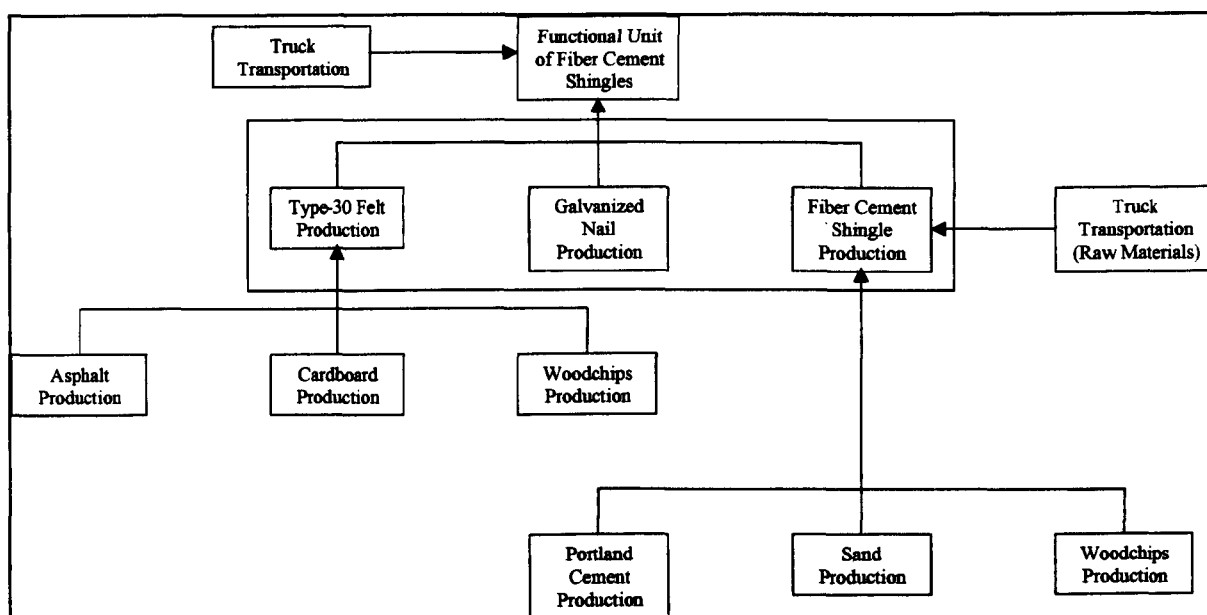 Truck
Transportation
Functional Unit
of Fiber Cement
Shingles
Type-30 Felt
Production
Galvanized
Nail
Production
Fiber Cement
Shingle
Production
Truck
Transportation
(Raw Materials)
Asphalt
Production
Cardboard
Production
Woodchips
Production
Portland
Cement
Production
Sand
Production
Woodchips
Production